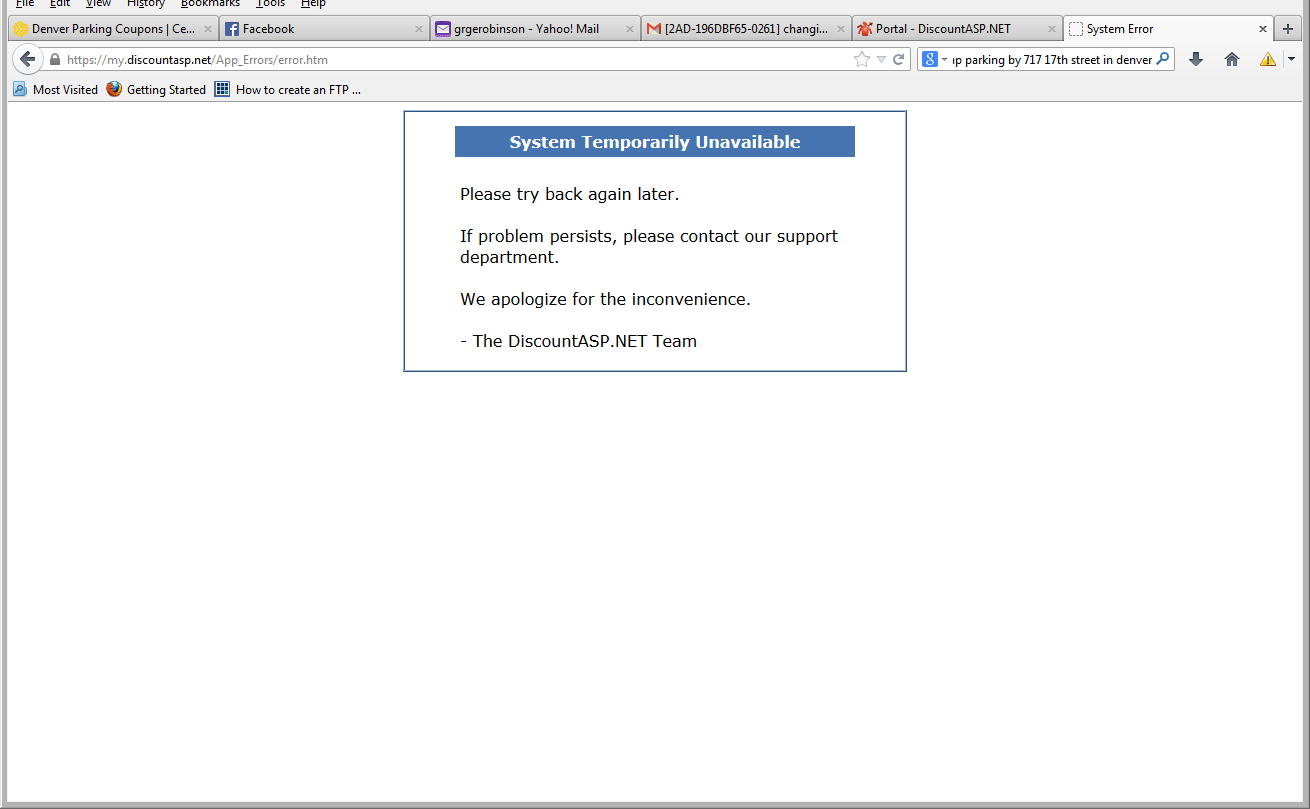 File Edit View History Bookmarks Tools Help
Denver Parking Coupons | Ce... Facebook grgerobinson - Yahoo! Mail [2AD-196DBF65-0261] changi... Portal - DiscountASP.NET System Error
https://my.discountasp.net/App_Errors/error.htm parking by 717 17th street in denver
Most Visited Getting Started How to create an FTP ...
System Temporarily Unavailable
Please try back again later.
If problem persists, please contact our support
department.
We apologize for the inconvenience.
- The DiscountASP.NET Team